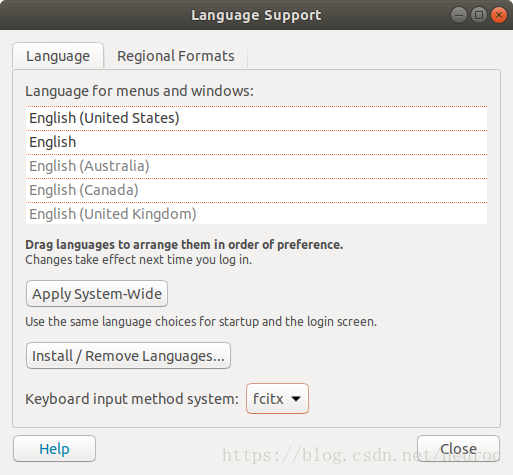 Language Support
Language
Regional Formats
Language for menus and windows:
English (United States)
English
English (Australia)
English (Canada)
English (United Kingdom)
Drag languages to arrange them in order of preference.
Changes take effect next time you log in.
Apply System-Wide
Use the same language choices for startup and the login screen.
Install / Remove Languages...
Keyboard input method system: fcitx
Help
Close
https://blog.csdn.net/neuroc